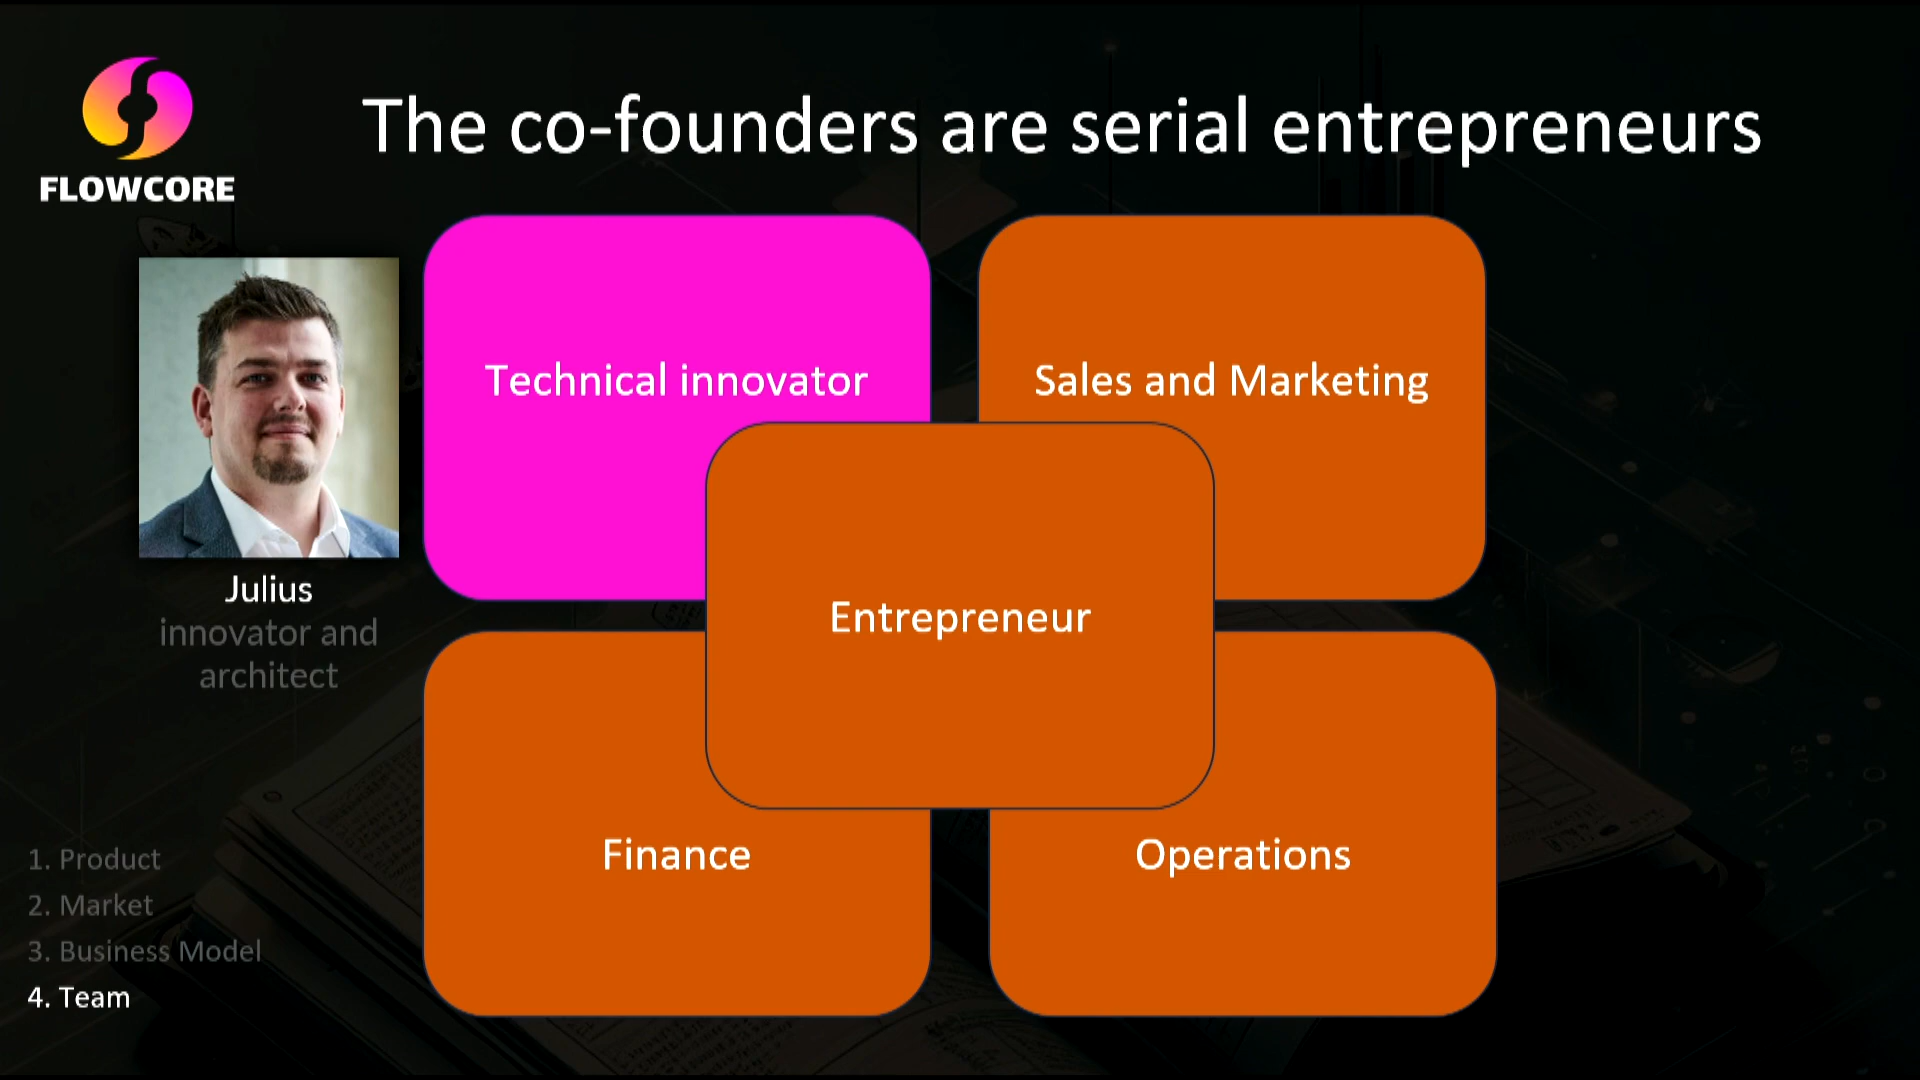 FLOWCORE
The co-founders are serial entrepreneurs
Technical innovator
Sales and Marketing
Entrepreneur
Julius
innovator and
architect
Finance
Operations
1. Product
2. Market
3. Business Model
4. Team